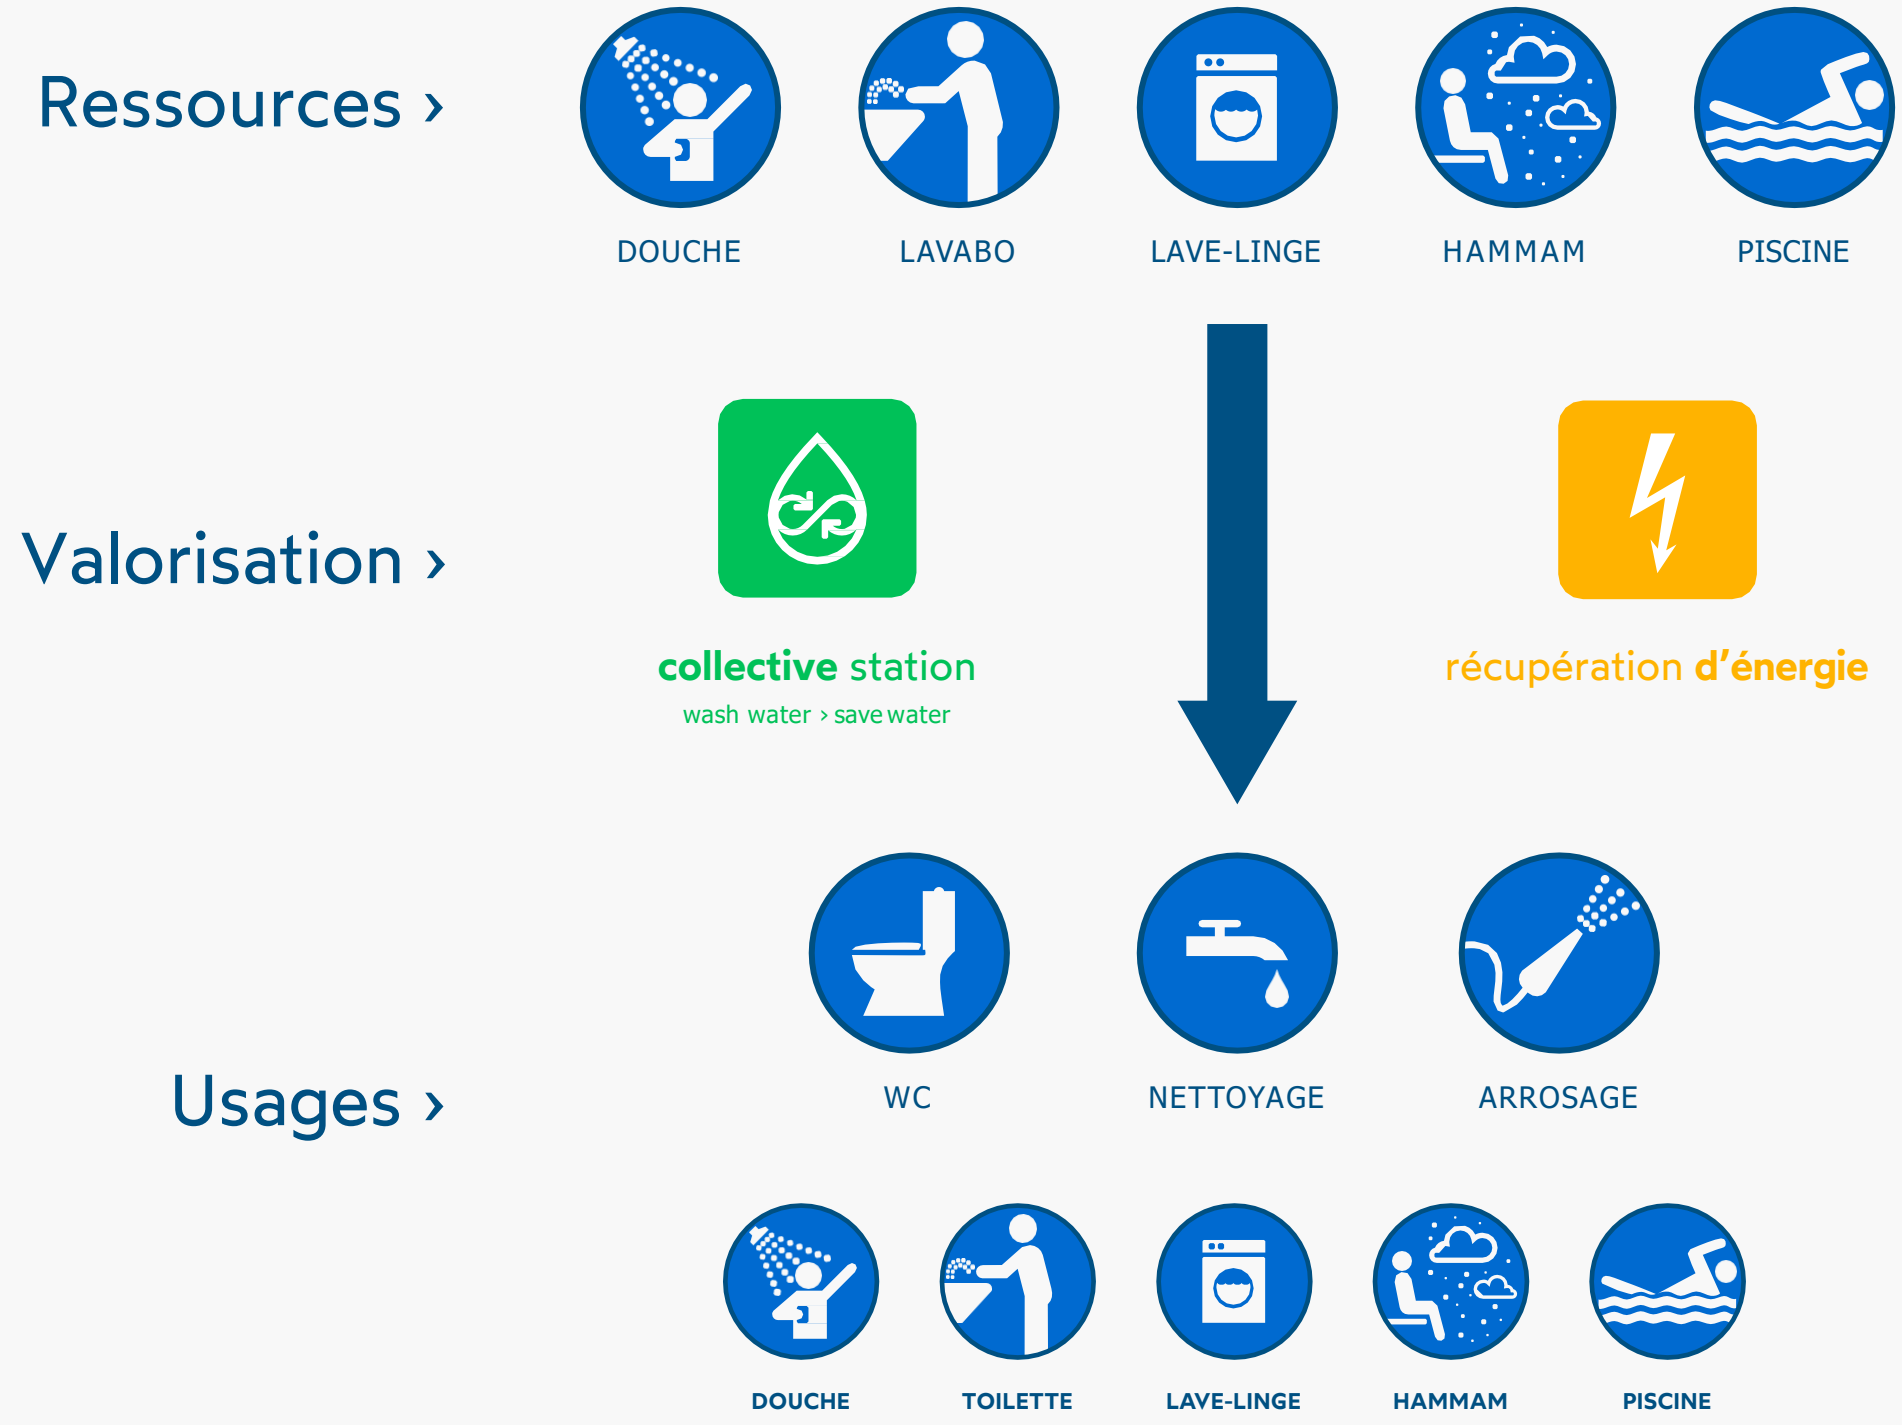 Ressources ›
DOUCHE
LAVABO
LAVE-LINGE
HAMMAM
PISCINE
Valorisation ›
collective station
wash water › save water
récupération d’énergie
Usages ›
WC
NETTOYAGE
ARROSAGE
DOUCHE
TOILETTE
LAVE-LINGE
HAMMAM
PISCINE